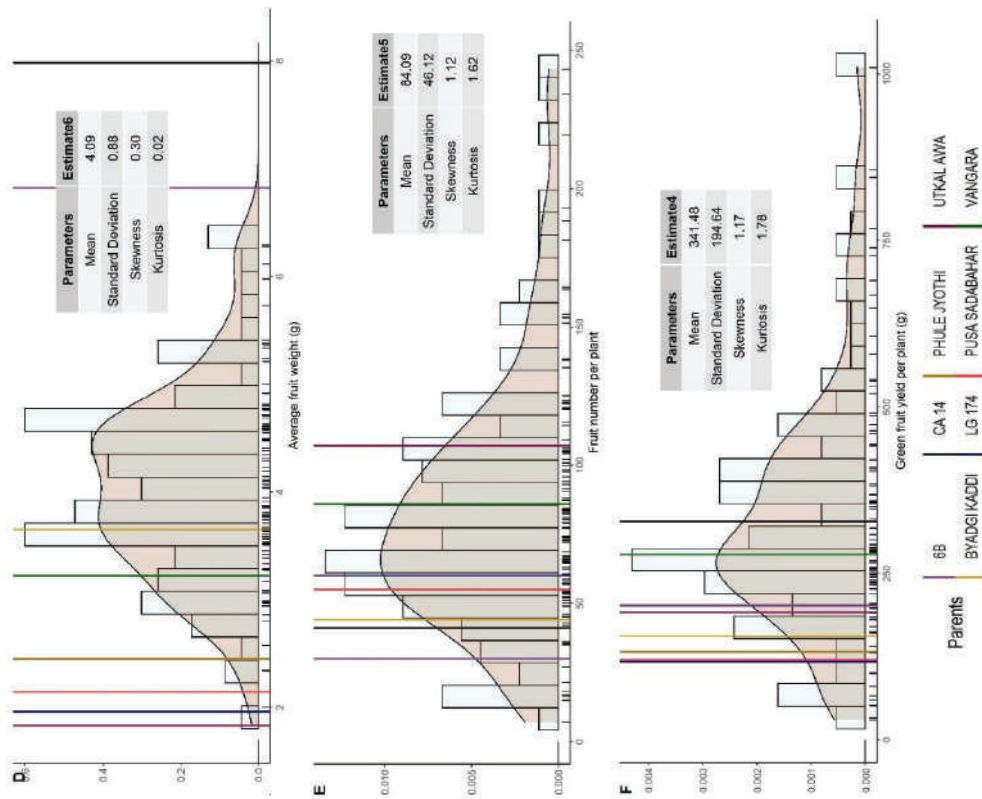 D
0.6
0.4
0.2
0.0
Parameters Estimate6
Mean 4.09
Standard Deviation 0.88
Skewness 0.30
Kurtosis 0.02
2 4 6 8
Average fruit weight (g)
E
0.010
0.005
0.000
Parameters Estimate5
Mean 84.09
Standard Deviation 46.12
Skewness 1.12
Kurtosis 1.62
0 50 100 150 200 250
Fruit number per plant
F
0.004
0.003
0.002
0.001
0.000
Parameters Estimate4
Mean 341.48
Standard Deviation 194.64
Skewness 1.17
Kurtosis 1.78
0 250 500 750 1000
Green fruit yield per plant (g)
Parents
:6B CA 14 PHULE JYOTHI UTKAL AWA
BYADGI KADDI LG 174 PUSA SADABAHAR VANGARA